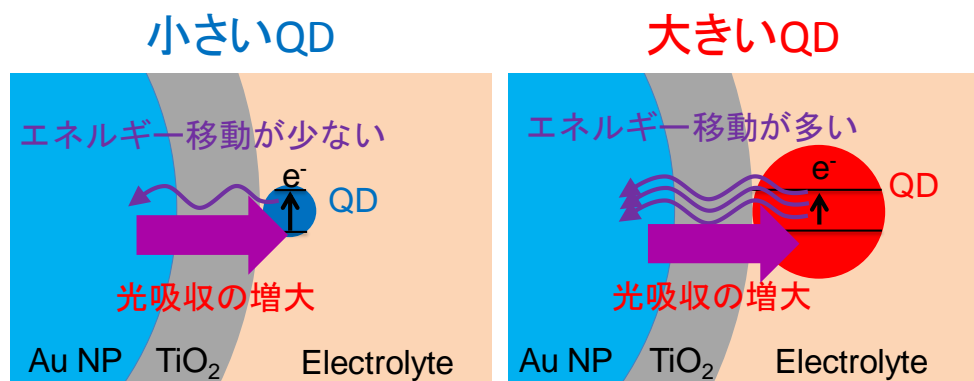 小さいQD
エネルギー移動が少ない
e-
QD
光吸収の増大
Au NP
TiO2
Electrolyte
大きいQD
エネルギー移動が多い
e-
QD
光吸収の増大
Au NP
TiO2
Electrolyte